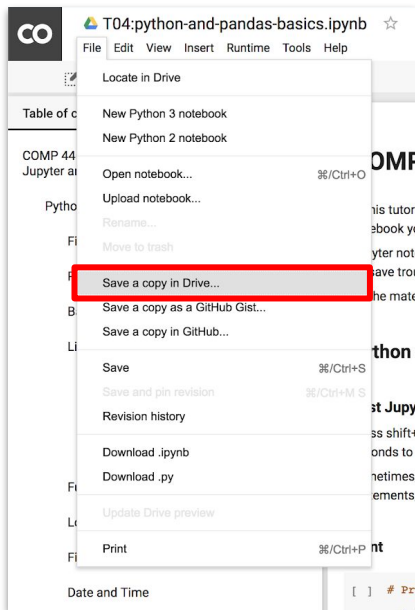 CO T04:python-and-pandas-basics.ipynb
File Edit View Insert Runtime Tools Help
Locate in Drive
Table of c
New Python 3 notebook
New Python 2 notebook
COMP 44
Jupyter a
Open notebook... ⌘/Ctrl+O
OMP
Upload notebook...
Pytho
Rename...
his tutor
ebook yo
Fi
Move to trash
yter not
Save a copy in Drive...
save trou
Save a copy as a GitHub Gist...
he mate
Ba
Save a copy in GitHub...
Li
thon
Save ⌘/Ctrl+S
Save and pin revision ⌘/Ctrl+M S
st Jupy
Revision history
ss shift+
onds to
Download .ipynb
Download .py
netimes
ements
Fu
Update Drive preview
Lo
Print ⌘/Ctrl+P
nt
Fi
Date and Time
[ ] # Pr